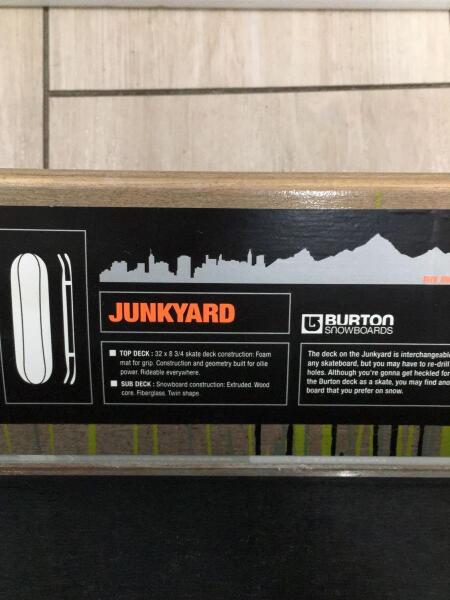 JUNKYARD
BURTON
SNOWBOARDS
■ TOP DECK : 32 x 8 3/4 skate deck construction: Foam
mat for grip. Construction and geometry built for ollie
power. Rideable everywhere.
■ SUB DECK : Snowboard construction: Extruded. Wood
core. Fiberglass. Twin shape.
The deck on the Junkyard is interchangeable
any skateboard, but you may have to re-drill
holes. Although you're gonna get heckled for
the Burton deck as a skate, you may find ano
board that you prefer on snow.